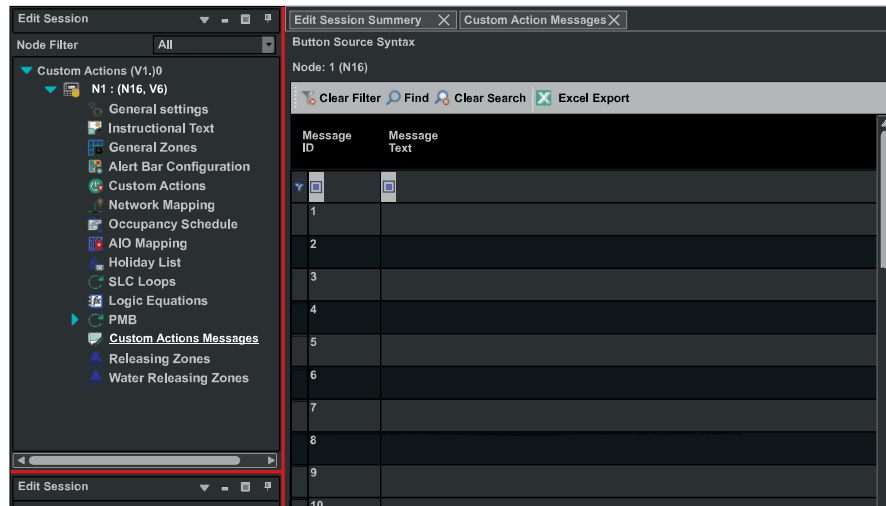 Edit Session
Node Filter All
Custom Actions (V1.)0
N1 : (N16, V6)
General settings
Instructional Text
General Zones
Alert Bar Configuration
Custom Actions
Network Mapping
Occupancy Schedule
AIO Mapping
Holiday List
SLC Loops
Logic Equations
PMB
Custom Actions Messages
Releasing Zones
Water Releasing Zones
Edit Session
Edit Session Summery Custom Action Messages
Button Source Syntax
Node: 1 (N16)
Clear Filter Find Clear Search Excel Export
Message ID Message Text
1
2
3
4
5
6
7
8
9
10